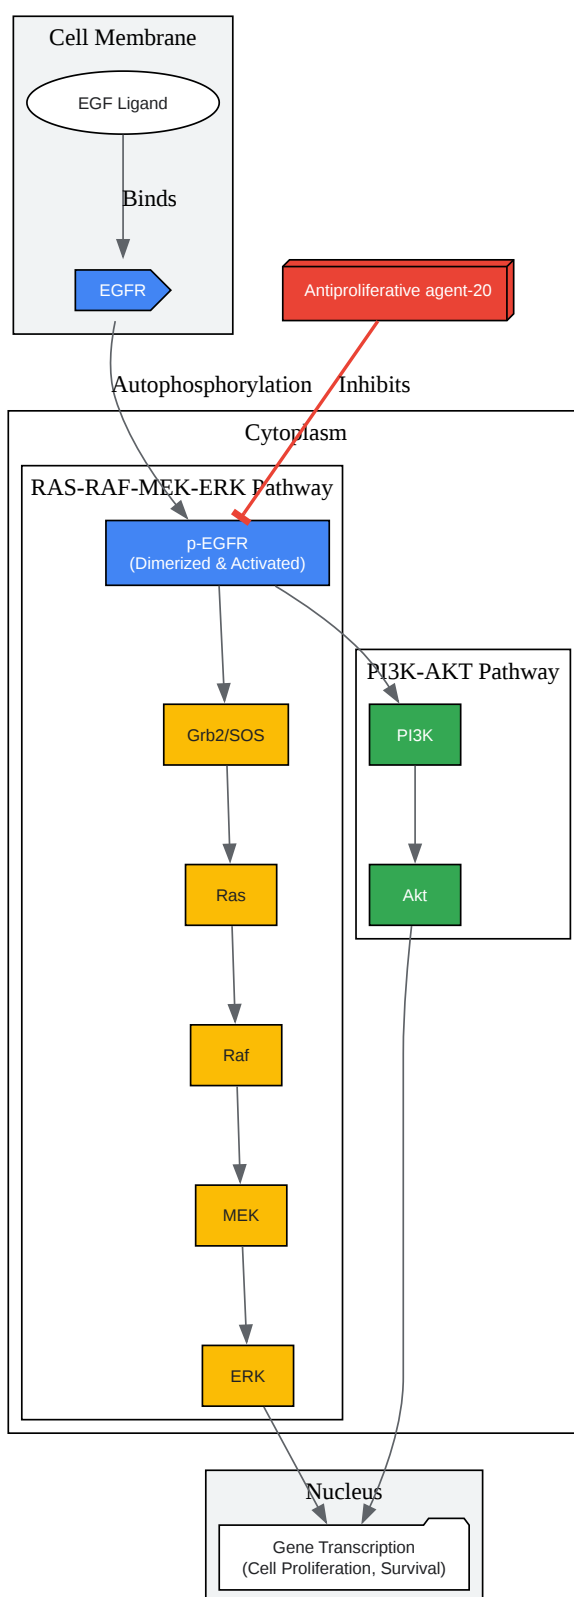 Cell Membrane
EGF Ligand
Binds
EGFR
Antiproliferative agent-20
Autophosphorylation
Inhibits
Cytoplasm
RAS-RAF-MEK-ERK Pathway
p-EGFR
(Dimerized & Activated)
PI3K-AKT Pathway
Grb2/SOS
PI3K
Ras
Akt
Raf
MEK
ERK
Nucleus
Gene Transcription
(Cell Proliferation, Survival)